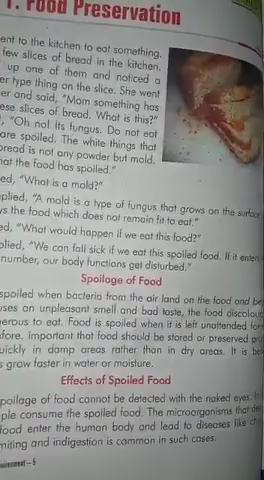 1. Food Preservation
ent to the kitchen to eat something.
few slices of bread in the kitchen.
up one of them and noticed a
er type thing on the slice. She went
er and said, "Mom something has
ese slices of bread. What is this?"
, "Oh no! Its fungus. Do not eat
are spoiled. The white things that
bread is not any powder but mold.
hat the food has spoiled."
ed, "What is a mold?"
plied, "A mold is a type of fungus that grows on the surface
ys the food which does not remain fit to eat."
ed, "What would happen if we eat this food?"
plied, "We can fall sick if we eat this spoiled food. If it enters
number, our body functions get disturbed."
Spoilage of Food
spoiled when bacteria from the air land on the food and be
uses an unpleasant smell and bad taste, the food discolour
gerous to eat. Food is spoiled when it is left unattended for
efore, important that food should be stored or preserved
uickly in damp areas rather than in dry areas. It is be
s grow faster in water or moisture.
Effects of Spoiled Food
poilage of food cannot be detected with the naked eyes.
ple consume the spoiled food. The microorganisms that
food enter the human body and lead to diseases like
miting and indigestion is common in such cases.
ironment–5